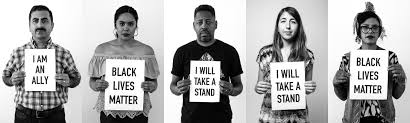 I AM
AN
ALLY
BLACK
LIVES
MATTER
I WILL
TAKE A
STAND
I WILL
TAKE A
STAND
BLACK
LIVES
MATTER